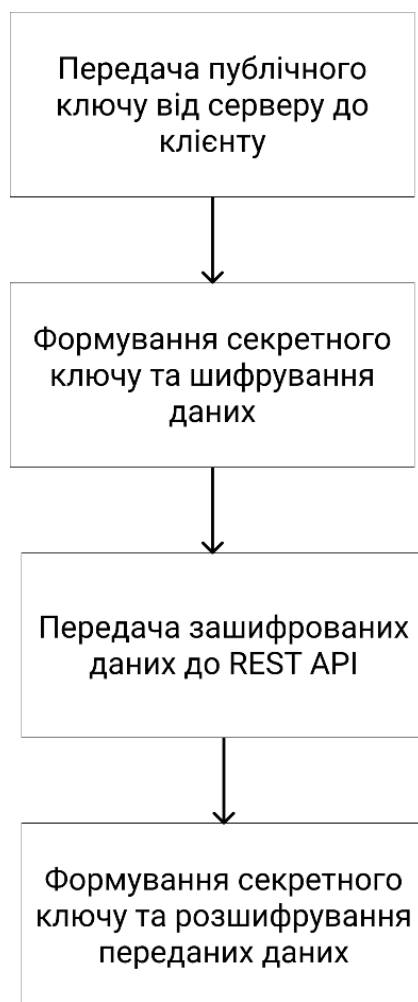 Передача публічного
ключу від серверу до
клієнту
Формування секретного
ключу та шифрування
даних
Передача зашифрованих
даних до REST API
Формування секретного
ключу та розшифрування
переданих даних